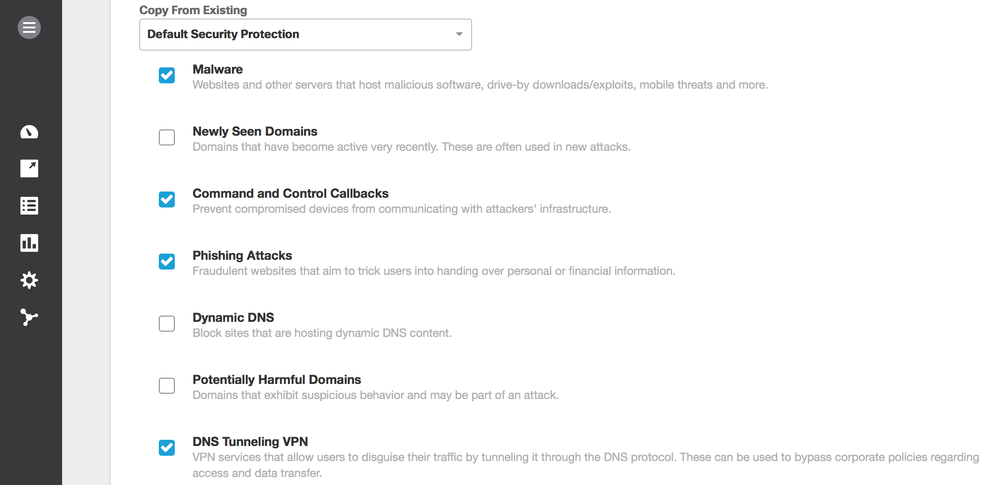 Copy From Existing
Default Security Protection
Malware
Websites and other servers that host malicious software, drive-by downloads/exploits, mobile threats and more.
Newly Seen Domains
Domains that have become active very recently. These are often used in new attacks.
Command and Control Callbacks
Prevent compromised devices from communicating with attackers' infrastructure.
Phishing Attacks
Fraudulent websites that aim to trick users into handing over personal or financial information.
Dynamic DNS
Block sites that are hosting dynamic DNS content.
Potentially Harmful Domains
Domains that exhibit suspicious behavior and may be part of an attack.
DNS Tunneling VPN
VPN services that allow users to disguise their traffic by tunneling it through the DNS protocol. These can be used to bypass corporate policies regarding
access and data transfer.